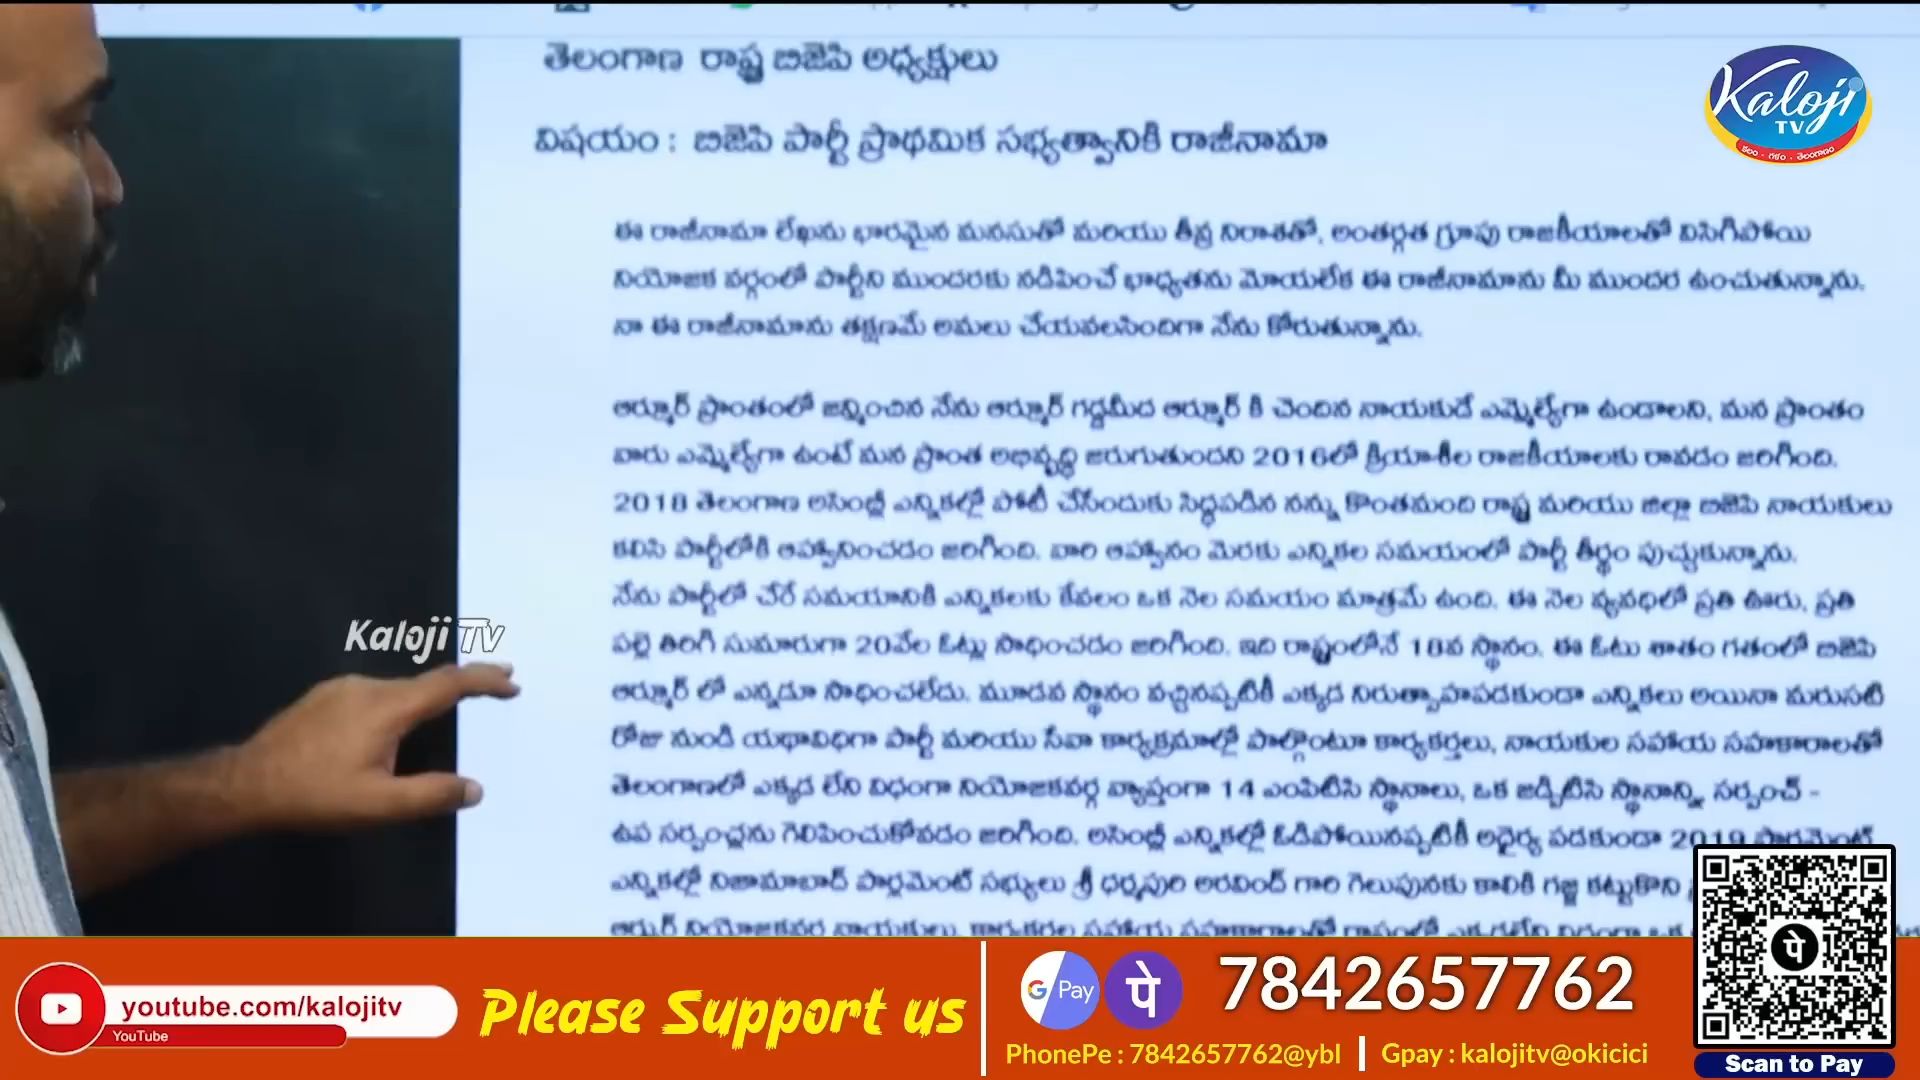 తెలంగాణ రాష్ట్ర బిజెపి అధ్యక్షులు
విషయం : బిజెపి పార్టీ ప్రాథమిక సభ్యత్వానికి రాజీనామా
ఈ రాజీనామా లేఖను భారమైన మనసుతో మరియు తీవ్ర నిరాశతో, అంతర్గత గ్రూపు రాజకీయాలతో విసిగిపోయి
నియోజక వర్గంలో పార్టీని ముందరకు నడిపించే భాధ్యతను మోయలేక ఈ రాజీనామాను మీ ముందర ఉంచుతున్నాను.
నా ఈ రాజీనామాను తక్షణమే అమలు చేయవలసిందిగా నేను కోరుతున్నాను.
ఆర్మూర్ ప్రాంతంలో జన్మించిన నేను ఆర్మూర్ గడ్డమీద ఆర్మూర్ కి చెందిన నాయకుడే ఎమ్మెల్యేగా ఉండాలని, మన ప్రాంతం
వారు ఎమ్మెల్యేగా ఉంటే మన ప్రాంత అభివృద్ధి జరుగుతుందని 2016లో క్రియాశీల రాజకీయాలకు రావడం జరిగింది.
2018 తెలంగాణ అసెంబ్లీ ఎన్నికల్లో పోటీ చేసేందుకు సిద్ధపడిన నన్ను కొంతమంది రాష్ట్ర మరియు జిల్లా బిజెపి నాయకులు
కలిసి పార్టీలోకి ఆహ్వానించడం జరిగింది. వారి ఆహ్వానం మెరకు ఎన్నికల సమయంలో పార్టీ తీర్థం పుచ్చుకున్నాను.
నేను పార్టీలో చేరే సమయానికి ఎన్నికలకు కేవలం ఒక నెల సమయం మాత్రమే ఉంది. ఈ నెల వ్యవధిలో ప్రతి ఊరు, ప్రతి
పల్లె తిరిగి సుమారుగా 20వేల ఓట్లు సాధించడం జరిగింది. ఇది రాష్ట్రంలోనే 18వ స్థానం. ఈ ఓటు శాతం గతంలో బిజెపి
ఆర్మూర్ లో ఎన్నడూ సాధించలేదు. మూడవ స్థానం వచ్చినప్పటికీ ఎక్కడ నిరుత్సాహపడకుండా ఎన్నికలు అయినా మరుసటి
రోజు నుండి యథావిధిగా పార్టీ మరియు సేవా కార్యక్రమాల్లో పాల్గొంటూ కార్యకర్తలు, నాయకుల సహాయ సహకారాలతో
తెలంగాణలో ఎక్కడ లేని విధంగా నియోజకవర్గ వ్యాప్తంగా 14 ఎంపిటిసి స్థానాలు, ఒక జడ్పిటిసి స్థానాన్ని సర్పంచ్ -
ఉప సర్పంచ్లను గెలిపించుకోవడం జరిగింది. అసెంబ్లీ ఎన్నికల్లో ఓడిపోయినప్పటికీ అధైర్య పడకుండా 2019 పార్లమెంట్
ఎన్నికల్లో నిజామాబాద్ పార్లమెంట్ సభ్యులు శ్రీ ధర్మపురి అరవింద్ గారి గెలుపునకు కాలికి గజ్జ కట్టుకొని
Kaloji
TV
కలం - గళం - తెలంగాణం
Kaloji Tv
youtube.com/kalojitv
YouTube
Please Support us
G Pay
पे
7842657762
PhonePe : 7842657762@ybl | Gpay : kalojitv@okicici
पे
Scan to Pay